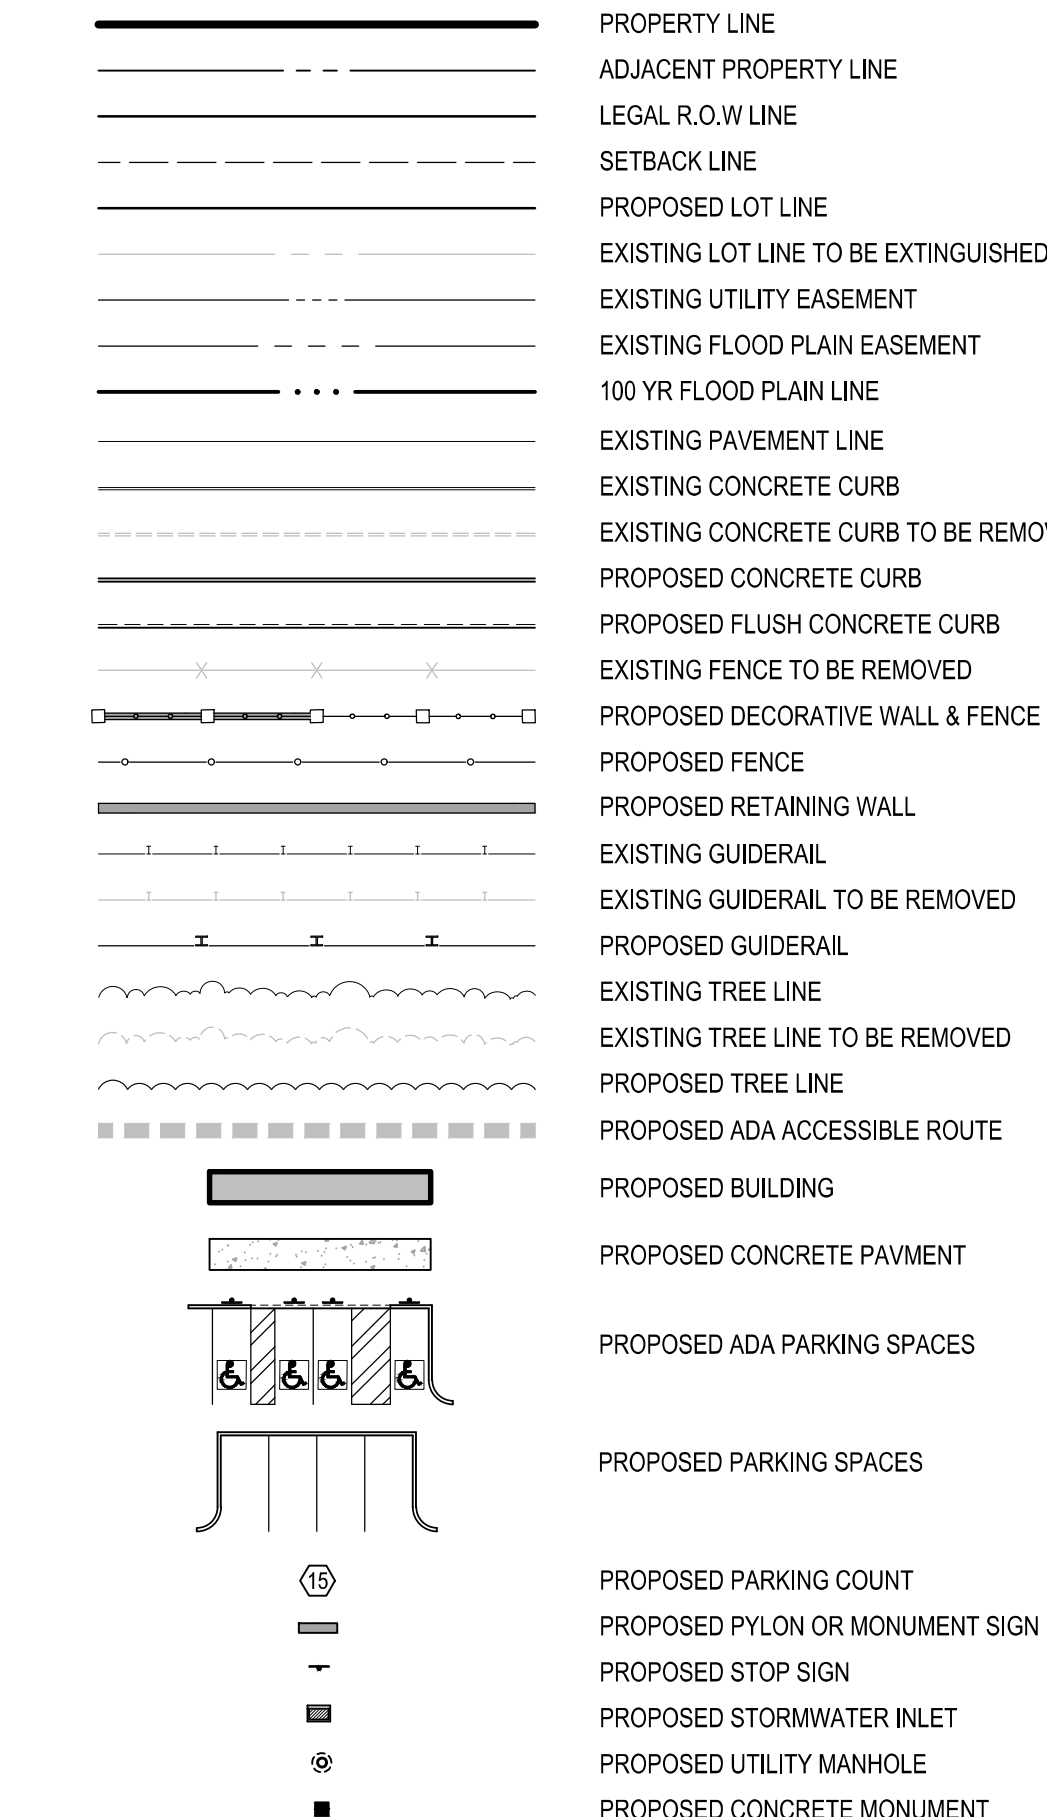 PROPERTY LINE
ADJACENT PROPERTY LINE
LEGAL R.O.W LINE
SETBACK LINE
PROPOSED LOT LINE
EXISTING LOT LINE TO BE EXTINGUISHED
EXISTING UTILITY EASEMENT
EXISTING FLOOD PLAIN EASEMENT
100 YR FLOOD PLAIN LINE
EXISTING PAVEMENT LINE
EXISTING CONCRETE CURB
EXISTING CONCRETE CURB TO BE
PROPOSED CONCRETE CURB
PROPOSED FLUSH CONCRETE CURB
EXISTING FENCE TO BE REMOVED
PROPOSED DECORATIVE WALL & FENCE
PROPOSED FENCE
PROPOSED RETAINING WALL
EXISTING GUIDERAIL
EXISTING GUIDERAIL TO BE REMOVED
PROPOSED GUIDERAIL
EXISTING TREE LINE
EXISTING TREE LINE TO BE REMOVED
PROPOSED TREE LINE
PROPOSED ADA ACCESSIBLE ROUTE
PROPOSED BUILDING
PROPOSED CONCRETE PAVMENT
PROPOSED ADA PARKING SPACES
PROPOSED PARKING SPACES
15 PROPOSED PARKING COUNT
PROPOSED PYLON OR MONUMENT SIGN
PROPOSED STOP SIGN
PROPOSED STORMWATER INLET
PROPOSED UTILITY MANHOLE
PROPOSED CONCRETE MONUMENT